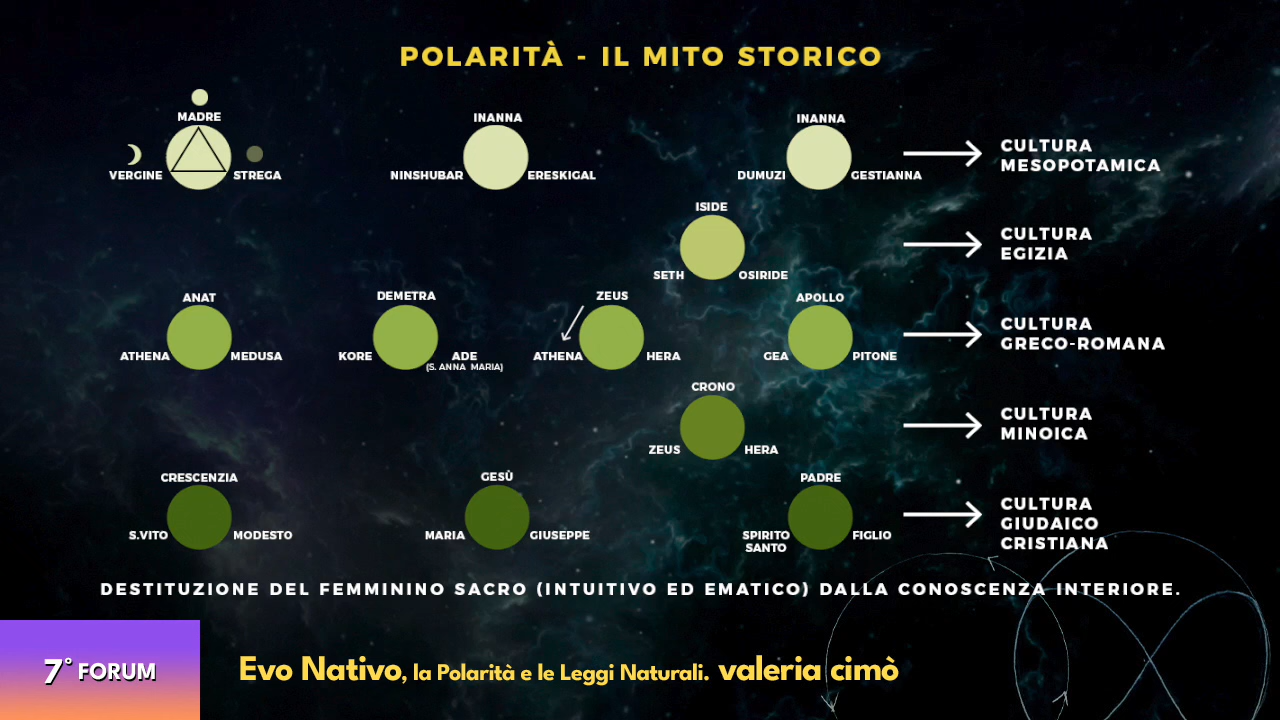 POLARITÀ - IL MITO STORICO
MADRE
VERGINE
STREGA
INANNA
NINSHUBAR
ERESKIGAL
INANNA
DUMUZI
GESTIANNA
CULTURA
MESOPOTAMICA
ISIDE
SETH
OSIRIDE
CULTURA
EGIZIA
ANAT
ATHENA
MEDUSA
DEMETRA
KORE
ADE
(S. ANNA MARIA)
ZEUS
ATHENA
HERA
APOLLO
GEA
PITONE
CULTURA
GRECO-ROMANA
CRONO
ZEUS
HERA
CULTURA
MINOICA
CRESCENZIA
S.VITO
MODESTO
GESÙ
MARIA
GIUSEPPE
PADRE
SPIRITO
SANTO
FIGLIO
CULTURA
GIUDAICO
CRISTIANA
DESTITUZIONE DEL FEMMININO SACRO (INTUITIVO ED EMATICO) DALLA CONOSCENZA INTERIORE.
7° FORUM
Evo Nativo, la Polarità e le Leggi Naturali. valeria cimò